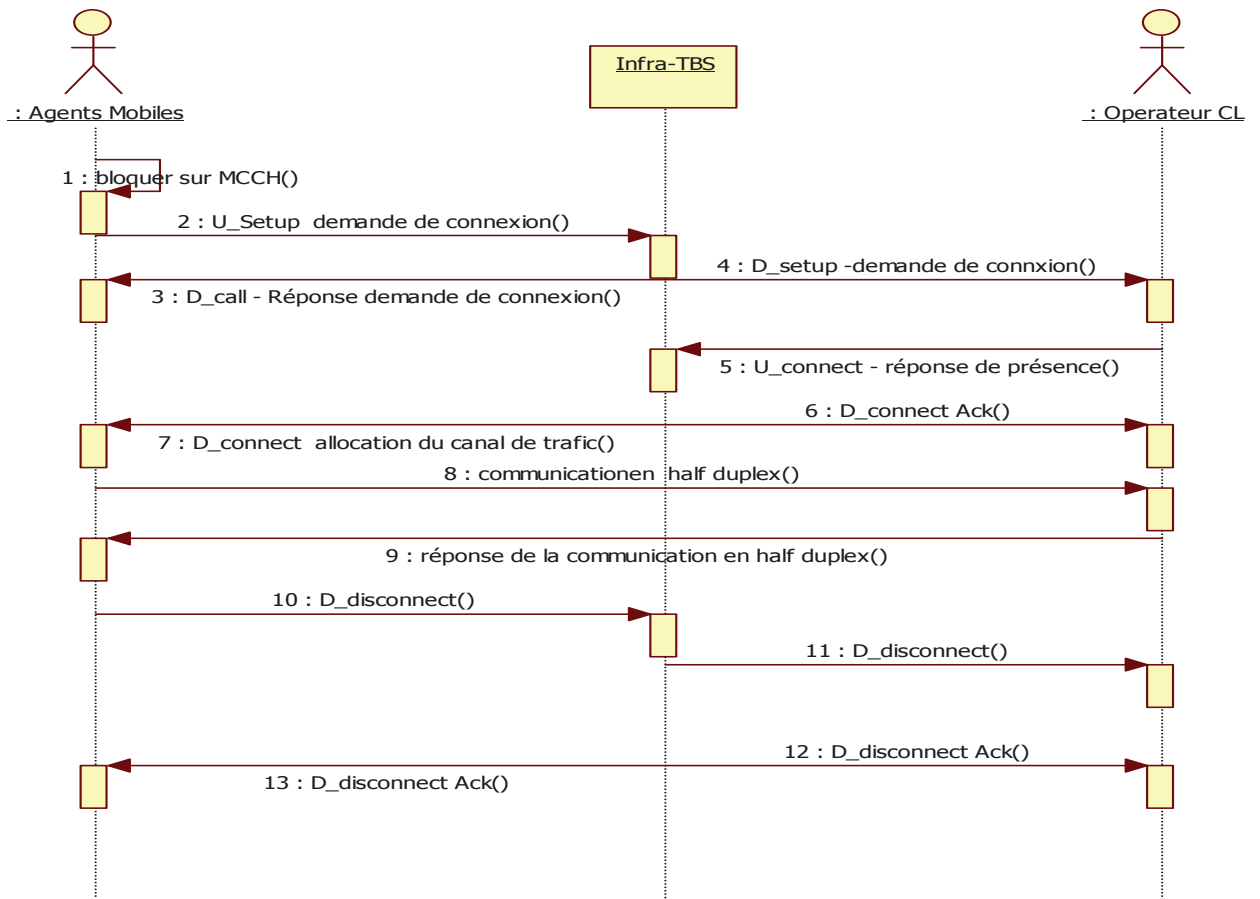 Infra-TBS
: Agents Mobiles
: Operateur CL
1 : bloquer sur MCCH()
2 : U_Setup demande de connexion()
4 : D_setup -demande de connxion()
3 : D_call - Réponse demande de connexion()
5 : U_connect - réponse de présence()
6 : D_connect Ack()
7 : D_connect allocation du canal de trafic()
8 : communicationen half duplex()
9 : réponse de la communication en half duplex()
10 : D_disconnect()
11 : D_disconnect()
12 : D_disconnect Ack()
13 : D_disconnect Ack()